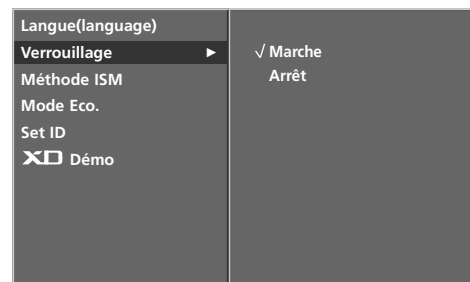 Langue(language)
Verrouillage ►
Méthode ISM
Mode Eco.
Set ID
XD Démo
√ Marche
Arrêt